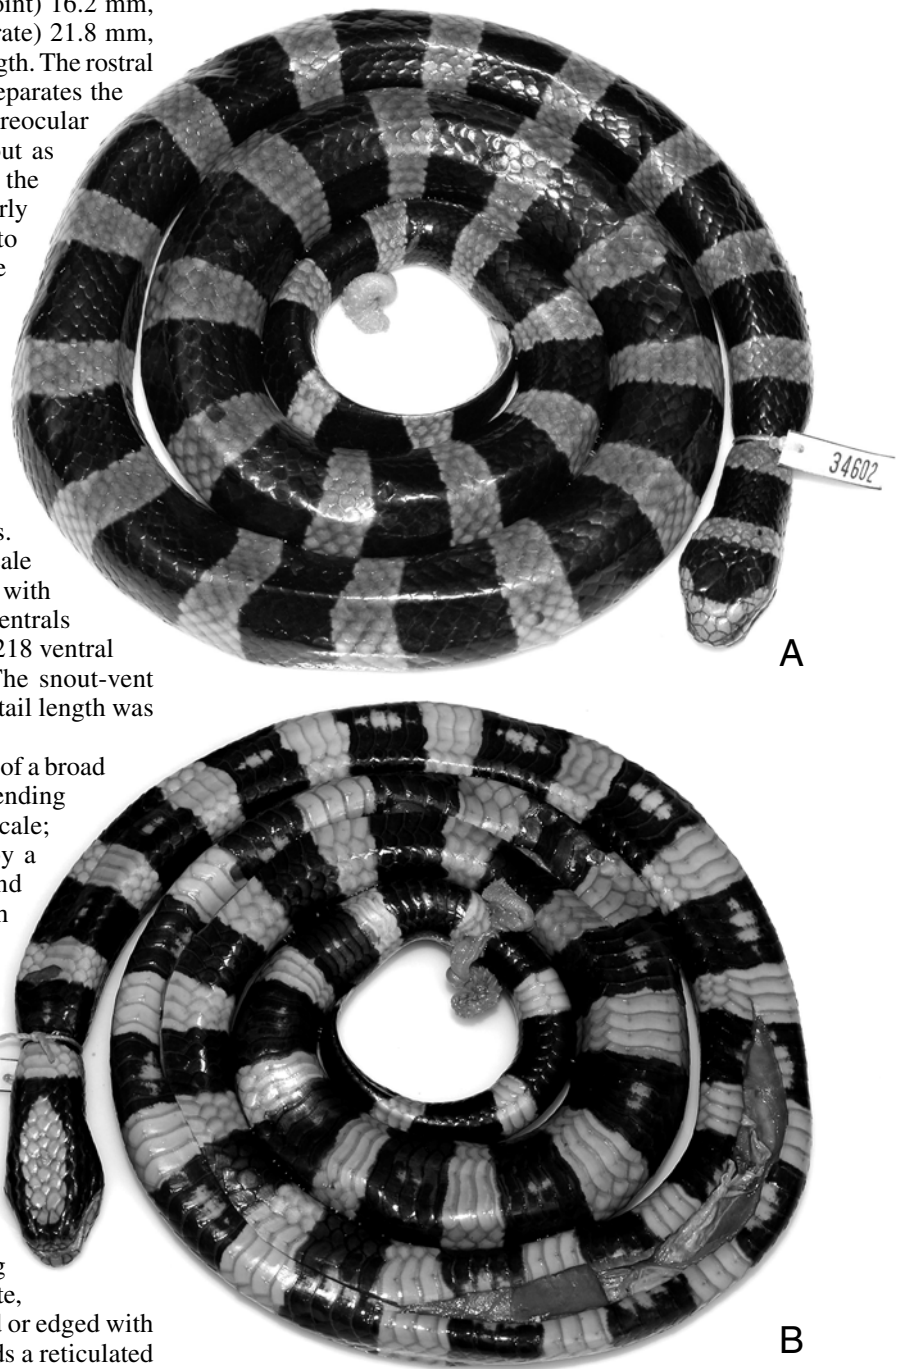 oint) 16.2 mm,
rate) 21.8 mm,
gth. The rostral
eparates the
reocular
out as
the
rly
to
e
34602
s.
ale
with
entrals
218 ventral
The snout-vent
tail length was
A
of a broad
ending
cale;
y a
nd
n
g
te,
d or edged with
ds a reticulated
B